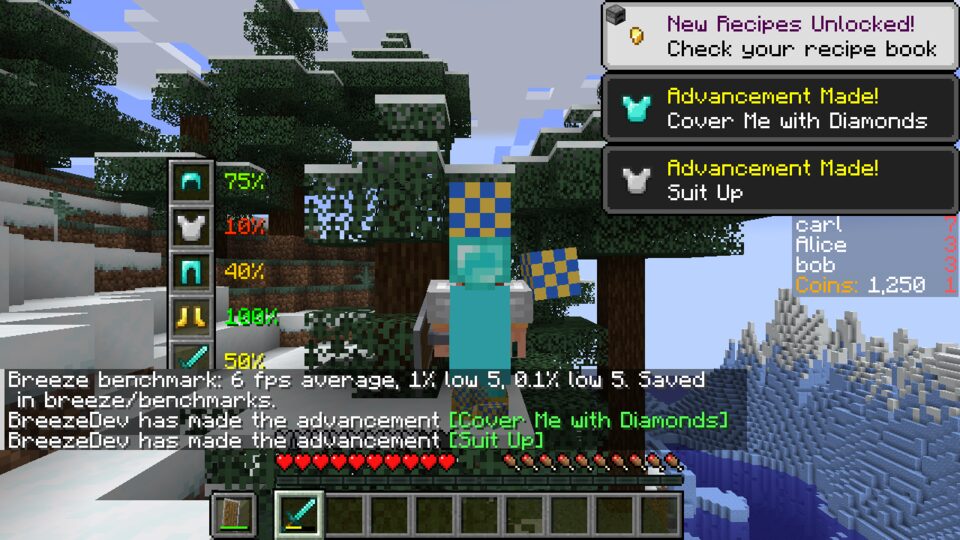 New Recipes Unlocked!
Check your recipe book
Advancement Made!
Cover Me with Diamonds
Advancement Made!
Suit Up
75%
10%
40%
100%
50%
carl 7
Alice 3
bob 3
Coins: 1,250 1
Breeze benchmark: 6 fps average, 1% low 5, 0.1% low 5. Saved
in breeze/benchmarks.
BreezeDev has made the advancement [Cover Me with Diamonds]
BreezeDev has made the advancement [Suit Up]